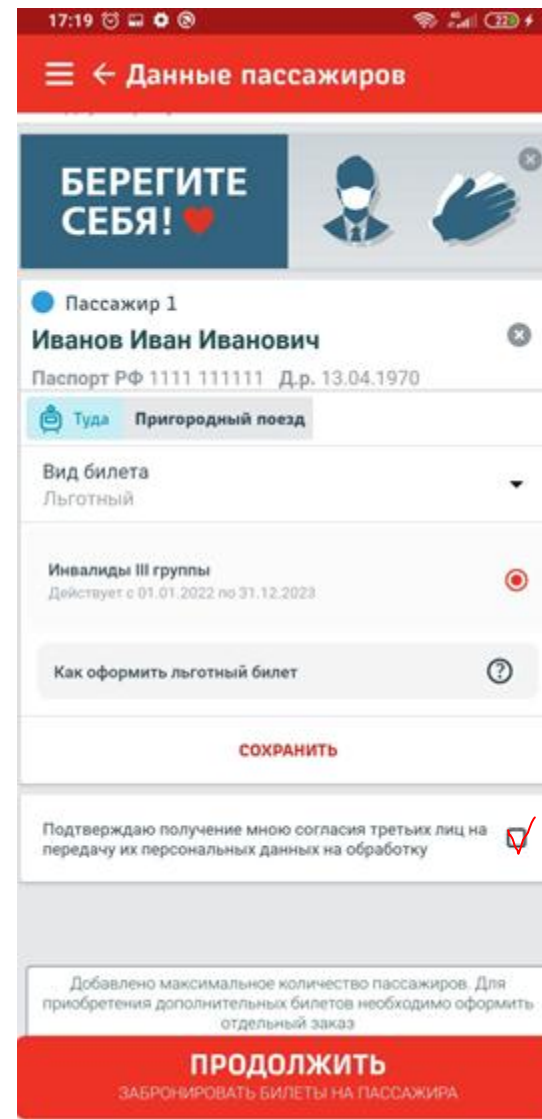 17:19
22
Данные пассажиров
БЕРЕГИТЕ
СЕБЯ!
Пассажир 1
Иванов Иван Иванович
Паспорт РФ 1111 111111 Д.р. 13.04.1970
Туда Пригородный поезд
Вид билета
Льготный
Инвалиды III группы
Действует с 01.01.2022 по 31.12.2023
Как оформить льготный билет
СОХРАНИТЬ
Подтверждаю получение мною согласия третьих лиц на
передачу их персональных данных на обработку
Добавлено максимальное количество пассажиров. Для
приобретения дополнительных билетов необходимо оформить
отдельный заказ
ПРОДОЛЖИТЬ
ЗАБРОНИРОВАТЬ БИЛЕТЫ НА ПАССАЖИРА